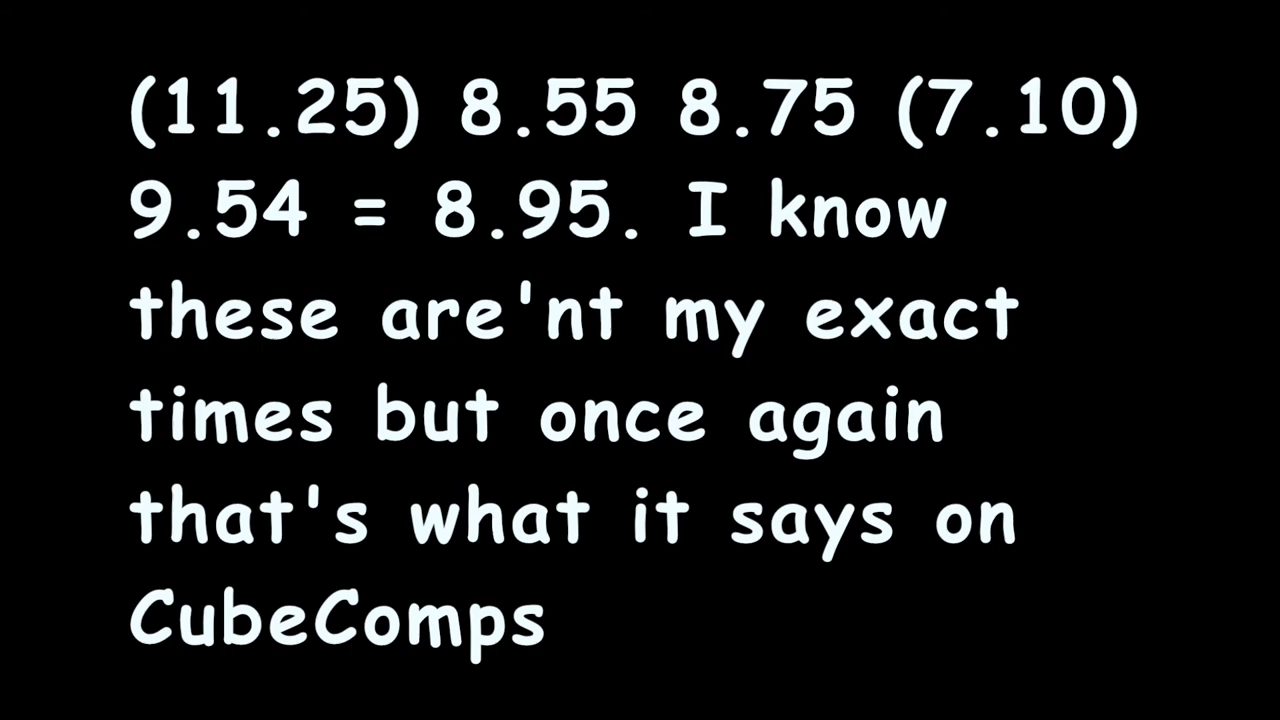 (11.25) 8.55 8.75 (7.10)
9.54 = 8.95. I know
these are'nt my exact
times but once again
that's what it says on
CubeComps